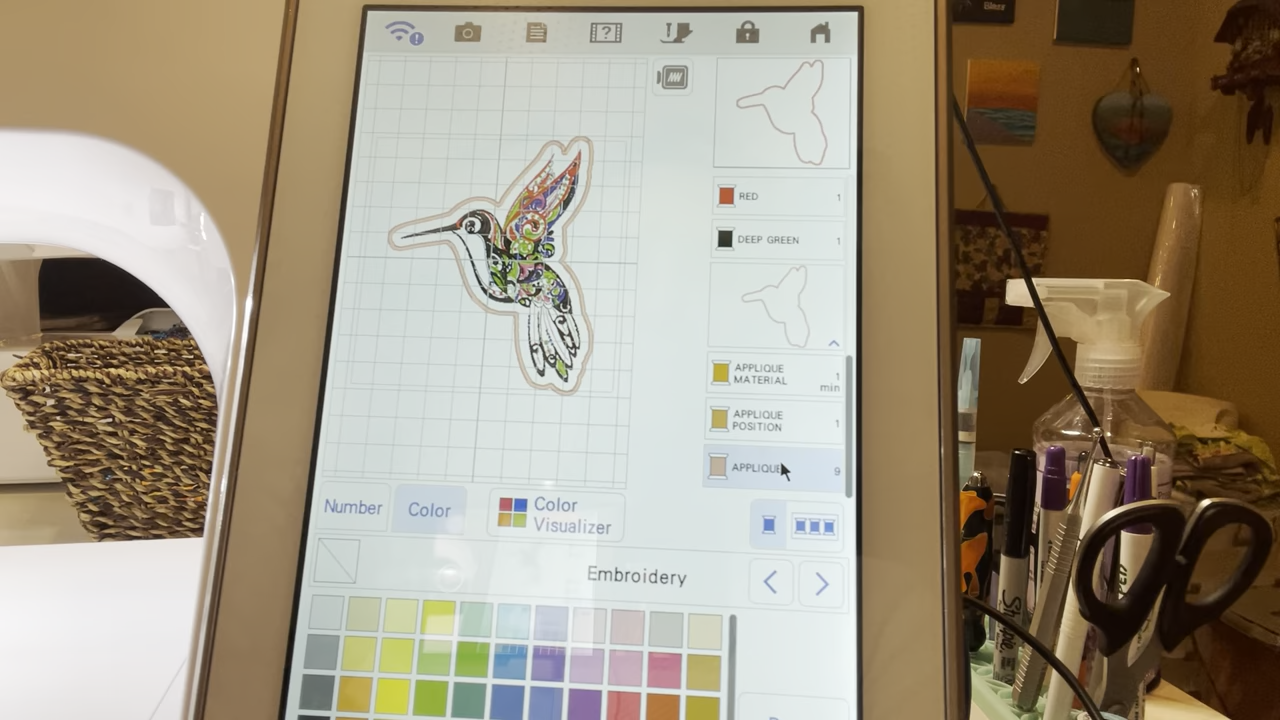 ?
!
RED 1
DEEP GREEN 1
APPLIQUE
MATERIAL
1
min
APPLIQUE
POSITION
1
APPLIQUE 9
Number
Color
Color
Visualizer
Embroidery
Sharpie